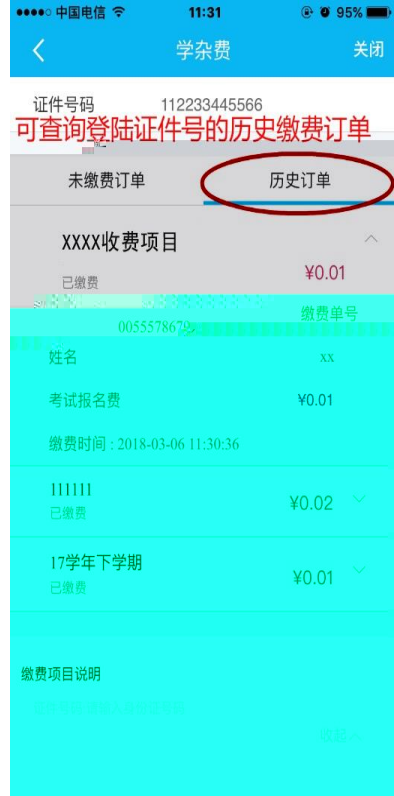 中国电信 11:31 95%
学杂费 关闭
证件号码 112233445566
可查询登陆证件号的历史缴费订单
未缴费订单 历史订单
XXXX收费项目
已缴费 ¥0.01
缴费单号
姓名 xx
考试报名费 ¥0.01
缴费时间 : 2018-03-06 11:30:36
111111
已缴费 ¥0.02
17学年下学期
已缴费 ¥0.01
缴费项目说明
收起